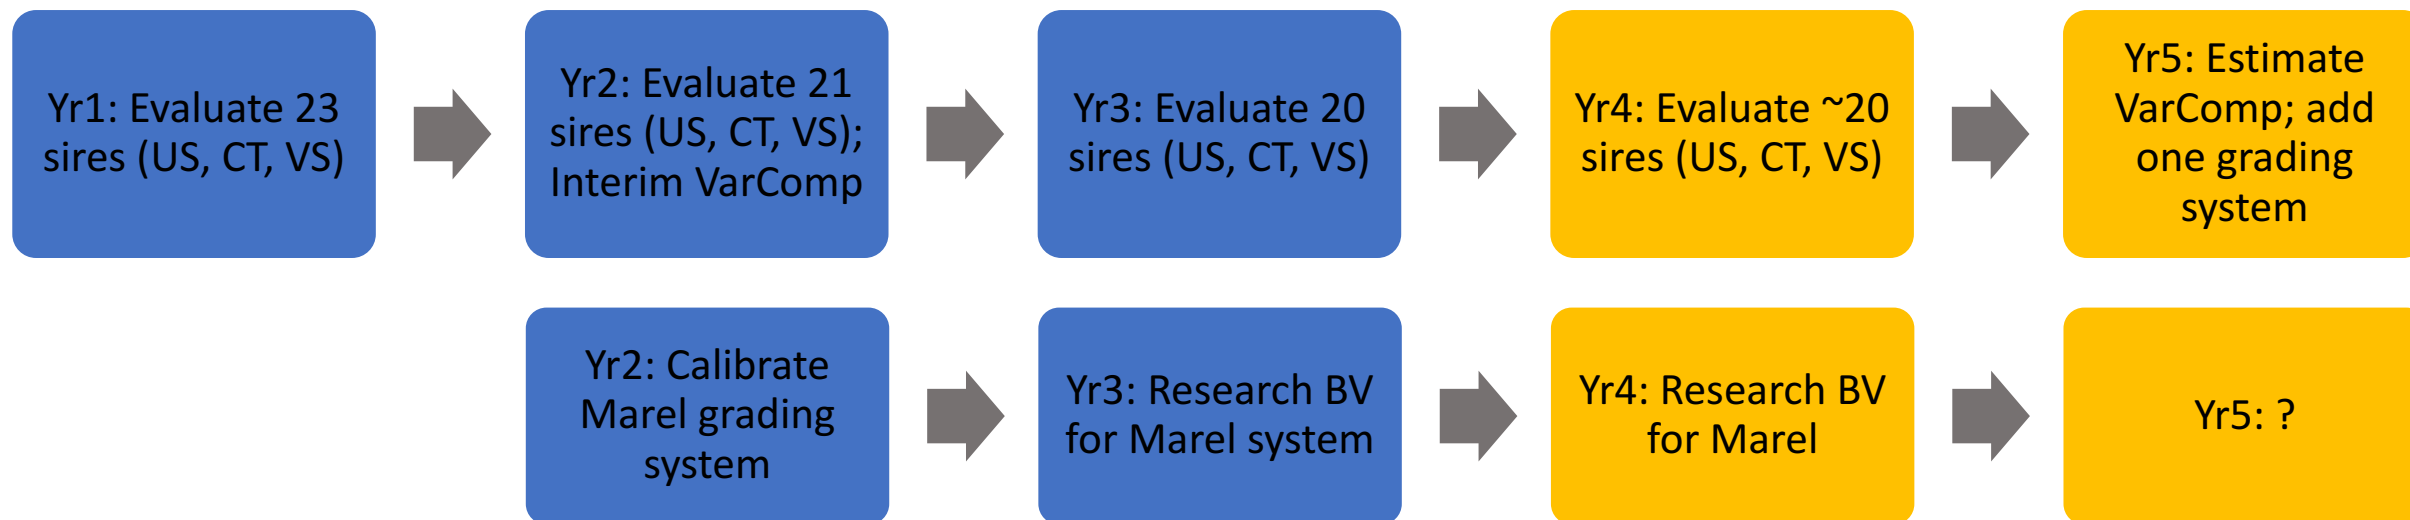 Yr1: Evaluate 23
sires (US, CT, VS)
Yr2: Evaluate 21
sires (US, CT, VS);
Interim VarComp
Yr3: Evaluate 20
sires (US, CT, VS)
Yr4: Evaluate ~20
sires (US, CT, VS)
Yr5: Estimate
VarComp; add
one grading
system
Yr2: Calibrate
Marel grading
system
Yr3: Research BV
for Marel system
Yr4: Research BV
for Marel
Yr5: ?